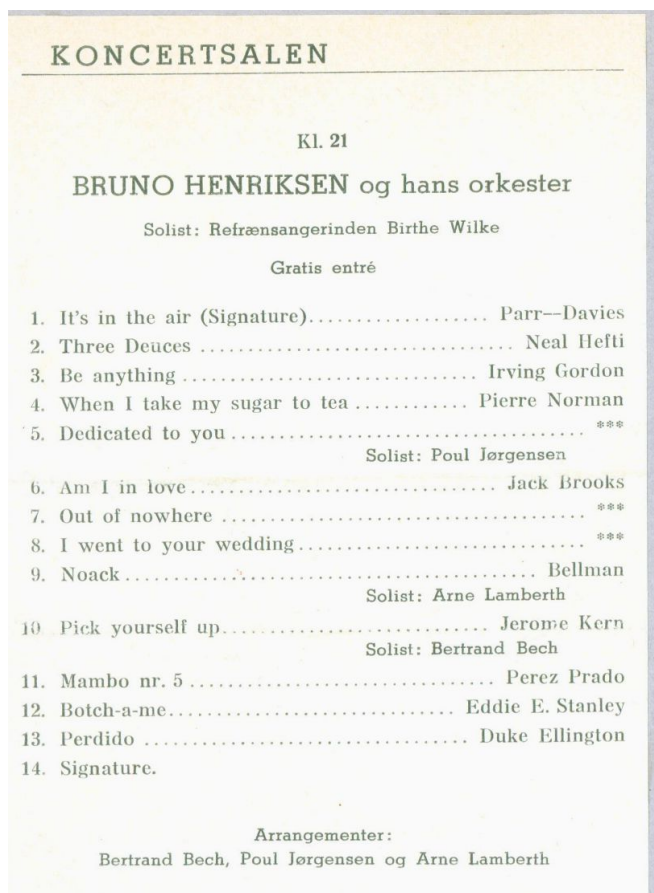 KONCERTSALEN
Kl. 21
BRUNO HENRIKSEN og hans orkester
Solist: Refrænsangerinden Birthe Wilke
Gratis entré
1. It's in the air (Signature).................. Parr--Davies
2. Three Deuces ................................ Neal Hefti
3. Be anything ............................. Irving Gordon
4. When I take my sugar to tea ........... Pierre Norman
5. Dedicated to you ................................... ***
Solist: Poul Jørgensen
6. Am I in love............................... Jack Brooks
7. Out of nowhere .................................... ***
8. I went to your wedding............................ ***
9. Noack......................................... Bellman
Solist: Arne Lamberth
10. Pick yourself up.......................... Jerome Kern
Solist: Bertrand Bech
11. Mambo nr. 5 .............................. Perez Prado
12. Botch-a-me............................ Eddie E. Stanley
13. Perdido ................................ Duke Ellington
14. Signature.
Arrangementer:
Bertrand Bech, Poul Jørgensen og Arne Lamberth